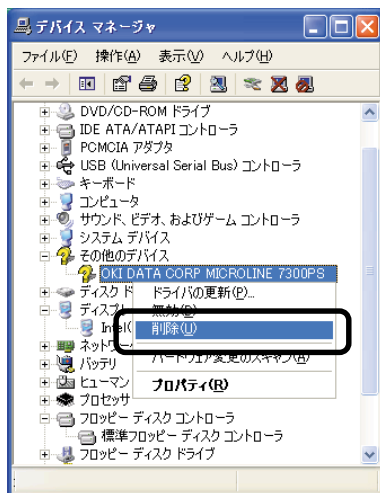 デバイス マネージャ
ファイル(F) 操作(A) 表示(V) ヘルプ(H)
DVD/CD-ROM ドライブ
IDE ATA/ATAPI コントローラ
PCMCIA アダプタ
USB (Universal Serial Bus) コントローラ
キーボード
コンピュータ
サウンド、ビデオ、およびゲーム コントローラ
システム デバイス
その他のデバイス
OKI DATA CORP MICROLINE 7300PS
ディスク ド
ドライバの更新(P)...
ディスプレ
無効(D)
Intel(
削除(U)
ネットワー
ハードウェア変更のスキャン(A)
バッテリ
ヒューマン
プロパティ(R)
プロセッサ
フロッピー ディスク コントローラ
標準フロッピー ディスク コントローラ
フロッピー ディスク ドライブ